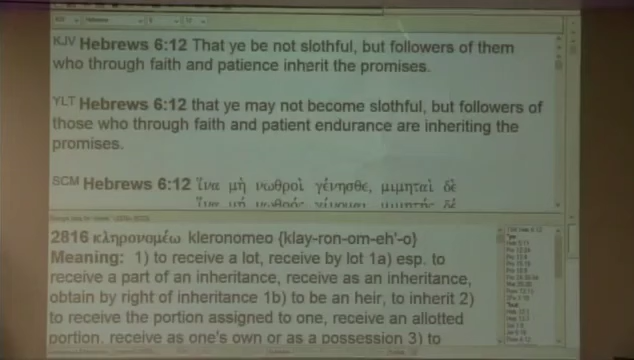 KJV Hebrews 6:12 That ye be not slothful, but followers of them
who through faith and patience inherit the promises.
YLT Hebrews 6:12 that ye may not become slothful, but followers of
those who through faith and patient endurance are inheriting the
promises.
SCM Hebrews 6:12 ἵνα μὴ νωθροὶ γένησθε, μιμηταὶ δὲ
2816 κληρονομέω kleronomeo {klay-ron-om-eh'-o}
Meaning: 1) to receive a lot, receive by lot 1a) esp. to
receive a part of an inheritance, receive as an inheritance,
obtain by right of inheritance 1b) to be an heir, to inherit 2)
to receive the portion assigned to one, receive an allotted
portion, receive as one's own or as a possession 3) to